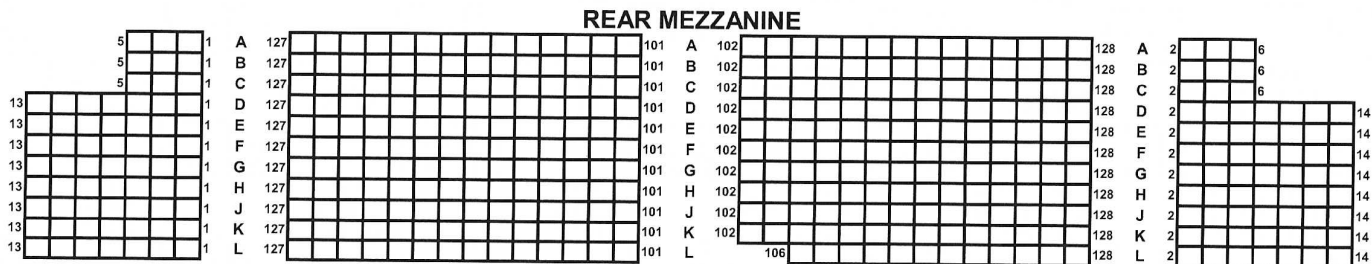 REAR MEZZANINE
5 1 A 127 101 A 102 128 A 2 6
5 1 B 127 101 B 102 128 B 2 6
5 1 C 127 101 C 102 128 C 2 6
13 1 D 127 101 D 102 128 D 2 14
13 1 E 127 101 E 102 128 E 2 14
13 1 F 127 101 F 102 128 F 2 14
13 1 G 127 101 G 102 128 G 2 14
13 1 H 127 101 H 102 128 H 2 14
13 1 J 127 101 J 102 128 J 2 14
13 1 K 127 101 K 102 128 K 2 14
13 1 L 127 101 L 106 128 L 2 14